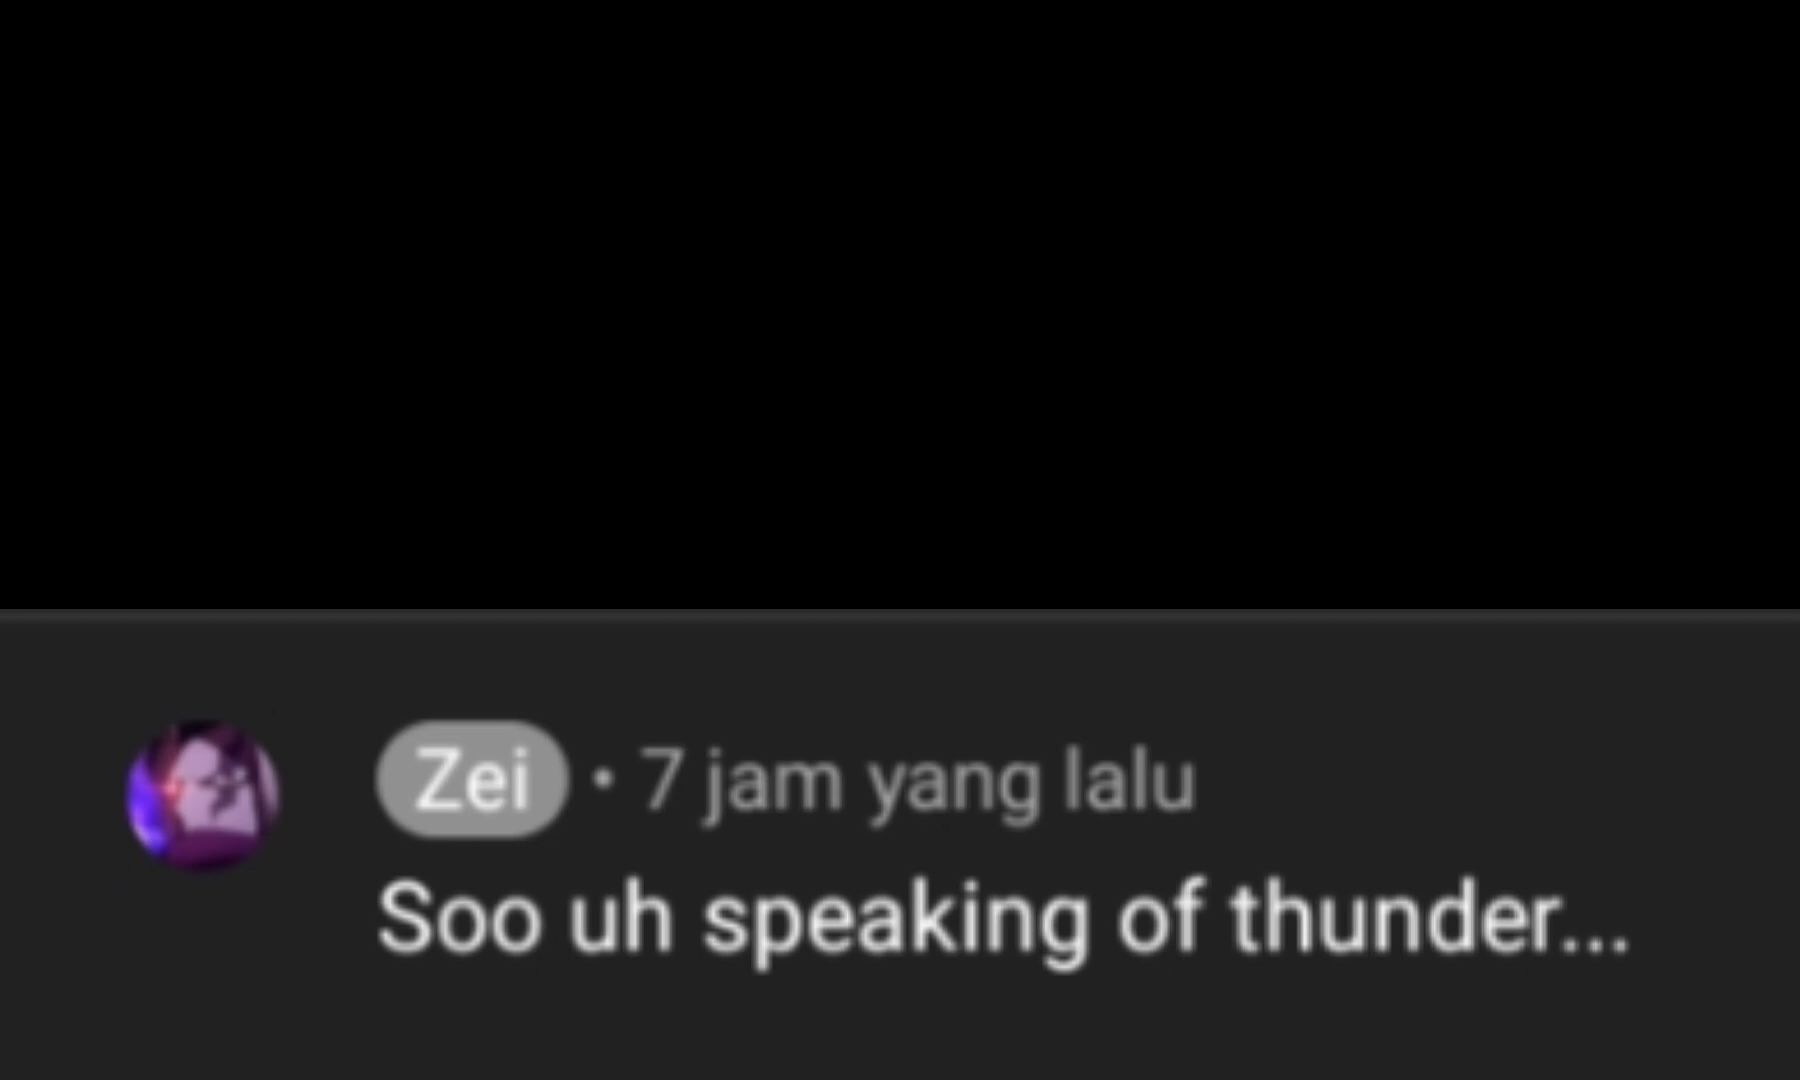 Zei • 7 jam yang lalu
Soo uh speaking of thunder...